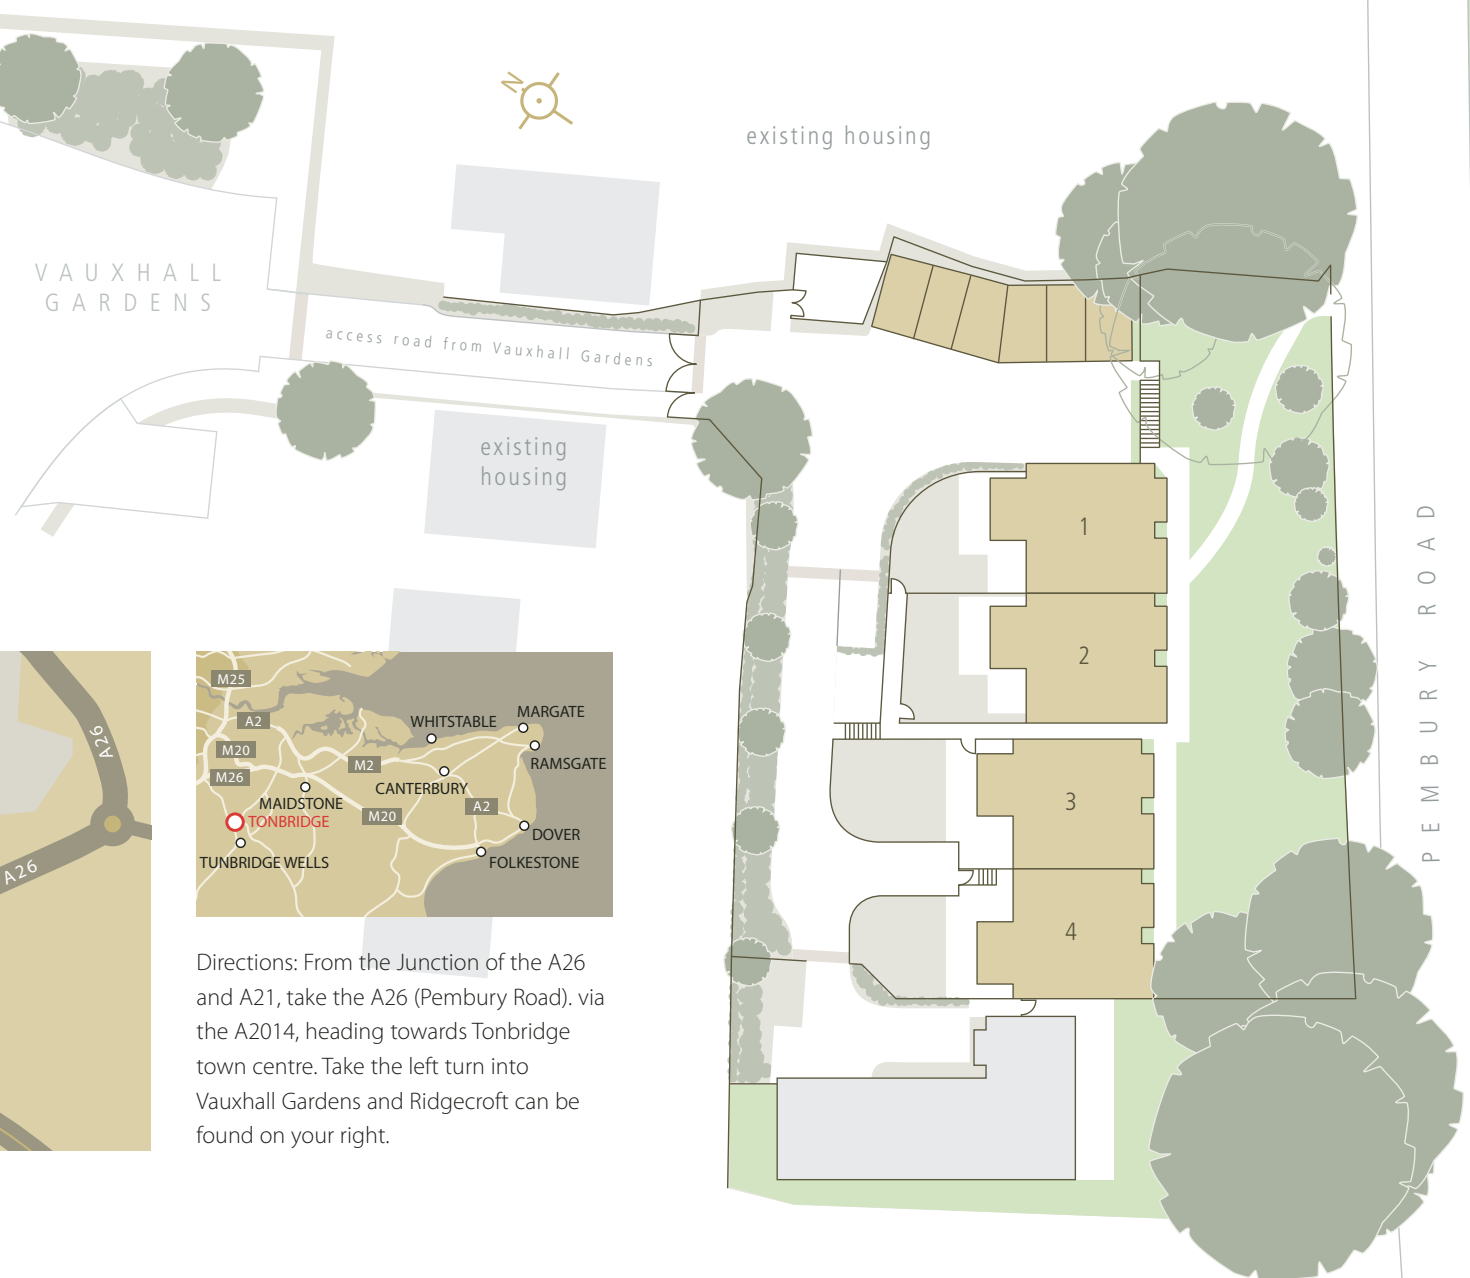 N
existing housing
VAUXHALL
GARDENS
access road from Vauxhall Gardens
existing
housing
1
2
3
4
PEMBURY ROAD
A26
A26
M25
A2
M20
M26
M2
M20
A2
WHITSTABLE
MARGATE
RAMSGATE
CANTERBURY
MAIDSTONE
TONBRIDGE
DOVER
TUNBRIDGE WELLS
FOLKESTONE
Directions: From the Junction of the A26
and A21, take the A26 (Pembury Road). via
the A2014, heading towards Tonbridge
town centre. Take the left turn into
Vauxhall Gardens and Ridgecroft can be
found on your right.